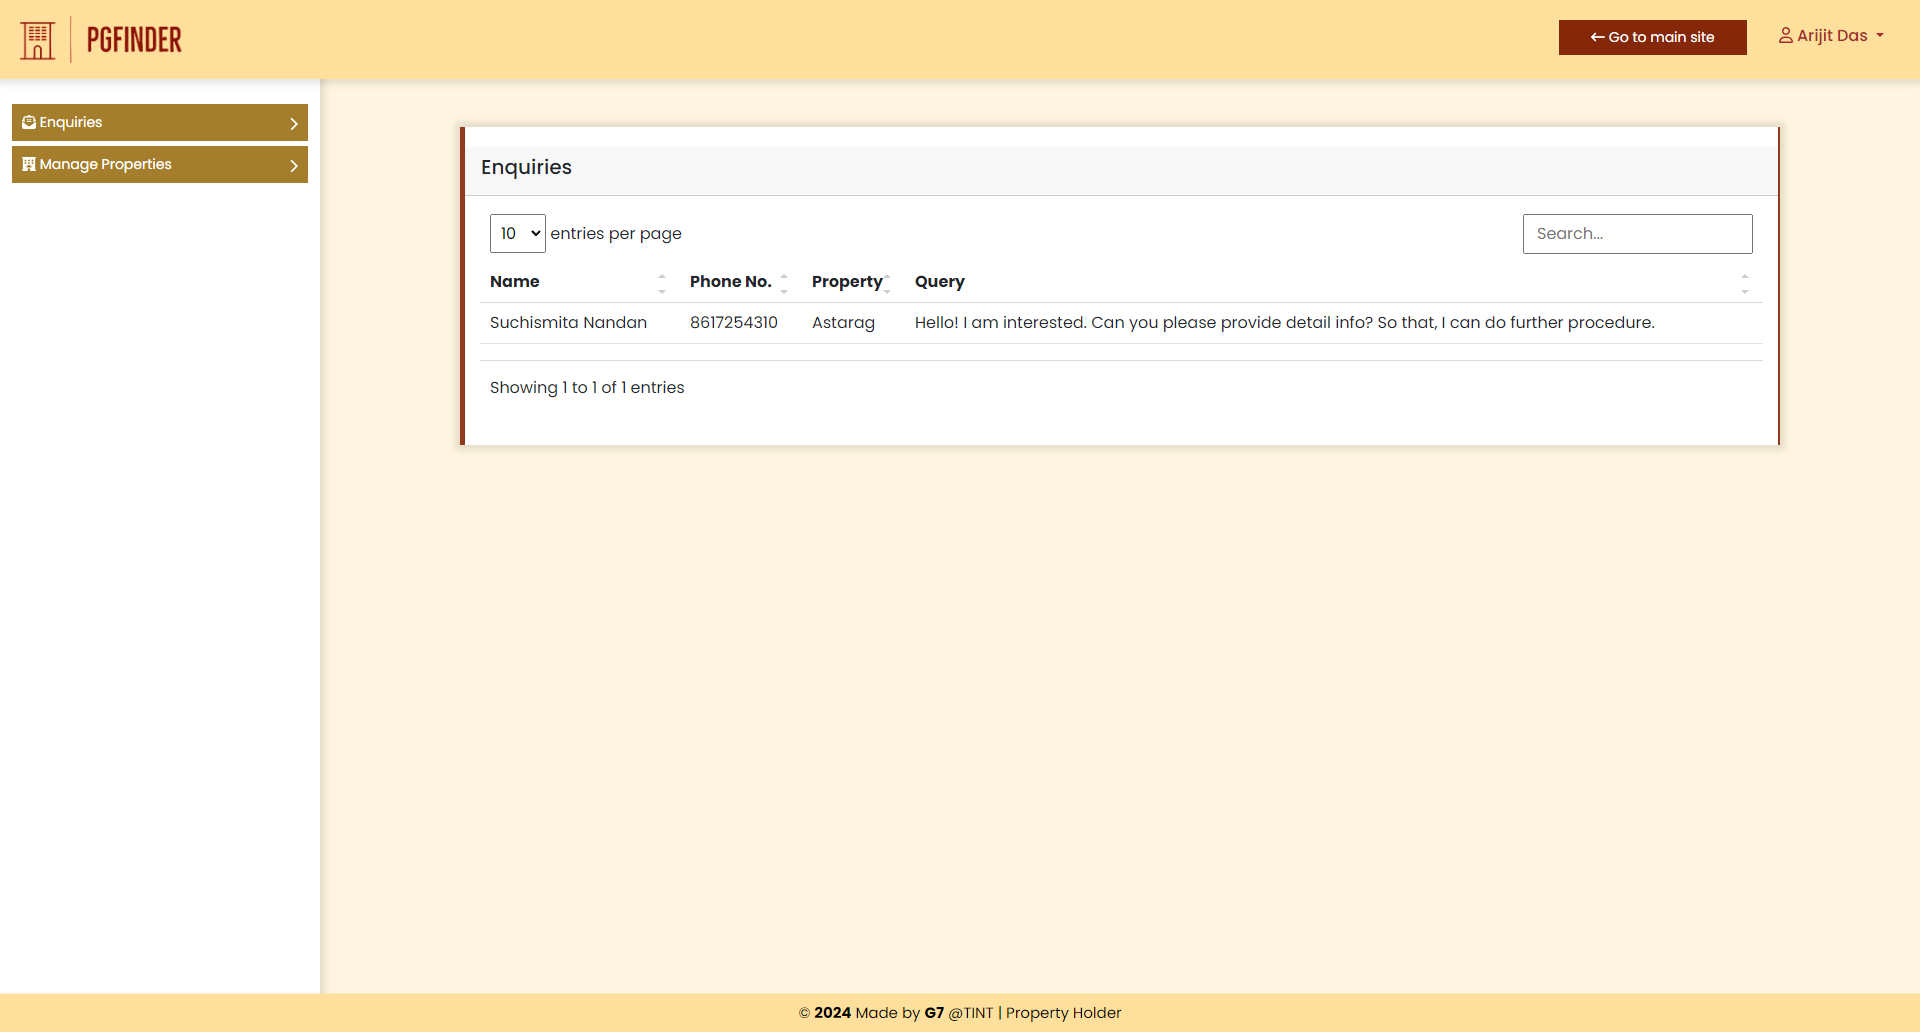 PGFINDER
Go to main site
Arijit Das
Enquiries
Manage Properties
Enquiries
10 entries per page
Search...
Name Phone No. Property Query
Suchismita Nandan 8617254310 Astarag Hello! I am interested. Can you please provide detail info? So that, I can do further procedure.
Showing 1 to 1 of 1 entries
© 2024 Made by G7 @TINT | Property Holder